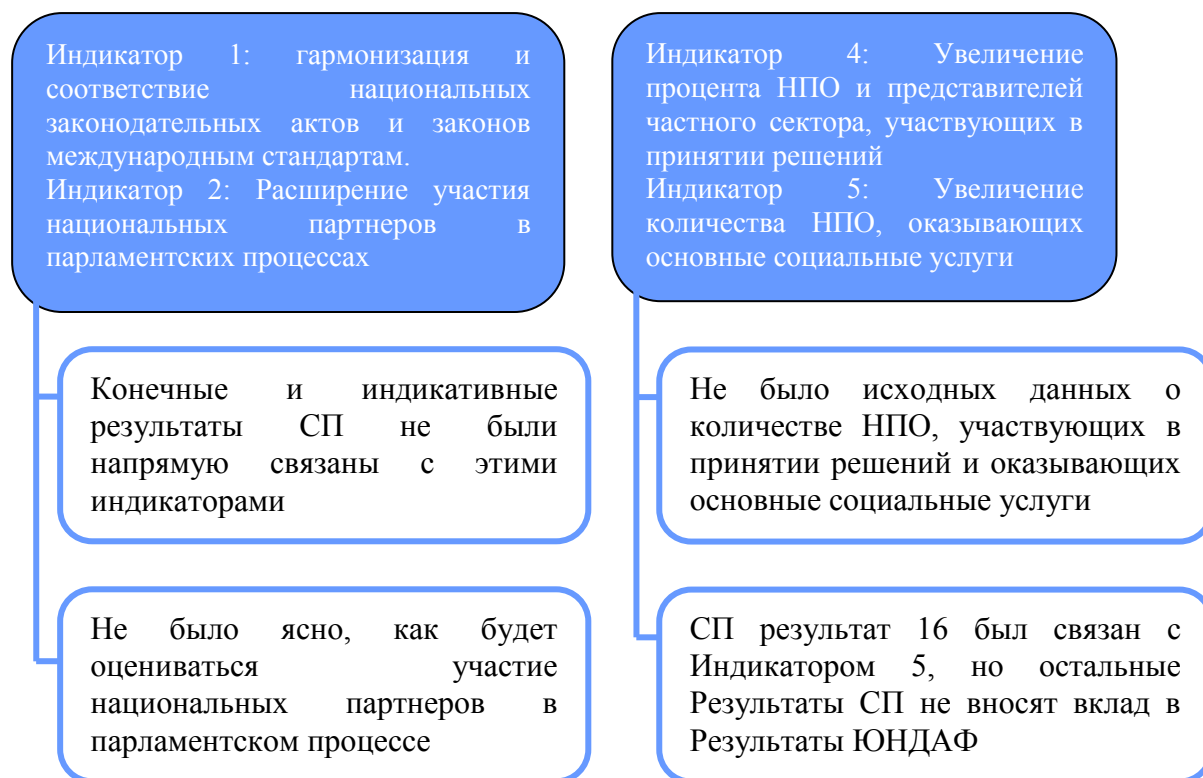 Индикатор 1: гармонизация и
соответствие национальных
законодательных актов и законов
международным стандартам.
Индикатор 2: Расширение участия
национальных партнеров в
парламентских процессах
Конечные и индикативные
результаты СП не были
напрямую связаны с этими
индикаторами
Не было ясно, как будет
оцениваться участие
национальных партнеров в
парламентском процессе
Индикатор 4: Увеличение
процента НПО и представителей
частного сектора, участвующих в
принятии решений
Индикатор 5: Увеличение
количества НПО, оказывающих
основные социальные услуги
Не было исходных данных о
количестве НПО, участвующих в
принятии решений и оказывающих
основные социальные услуги
СП результат 16 был связан с
Индикатором 5, но остальные
Результаты СП не вносят вклад в
Результаты ЮНДАФ